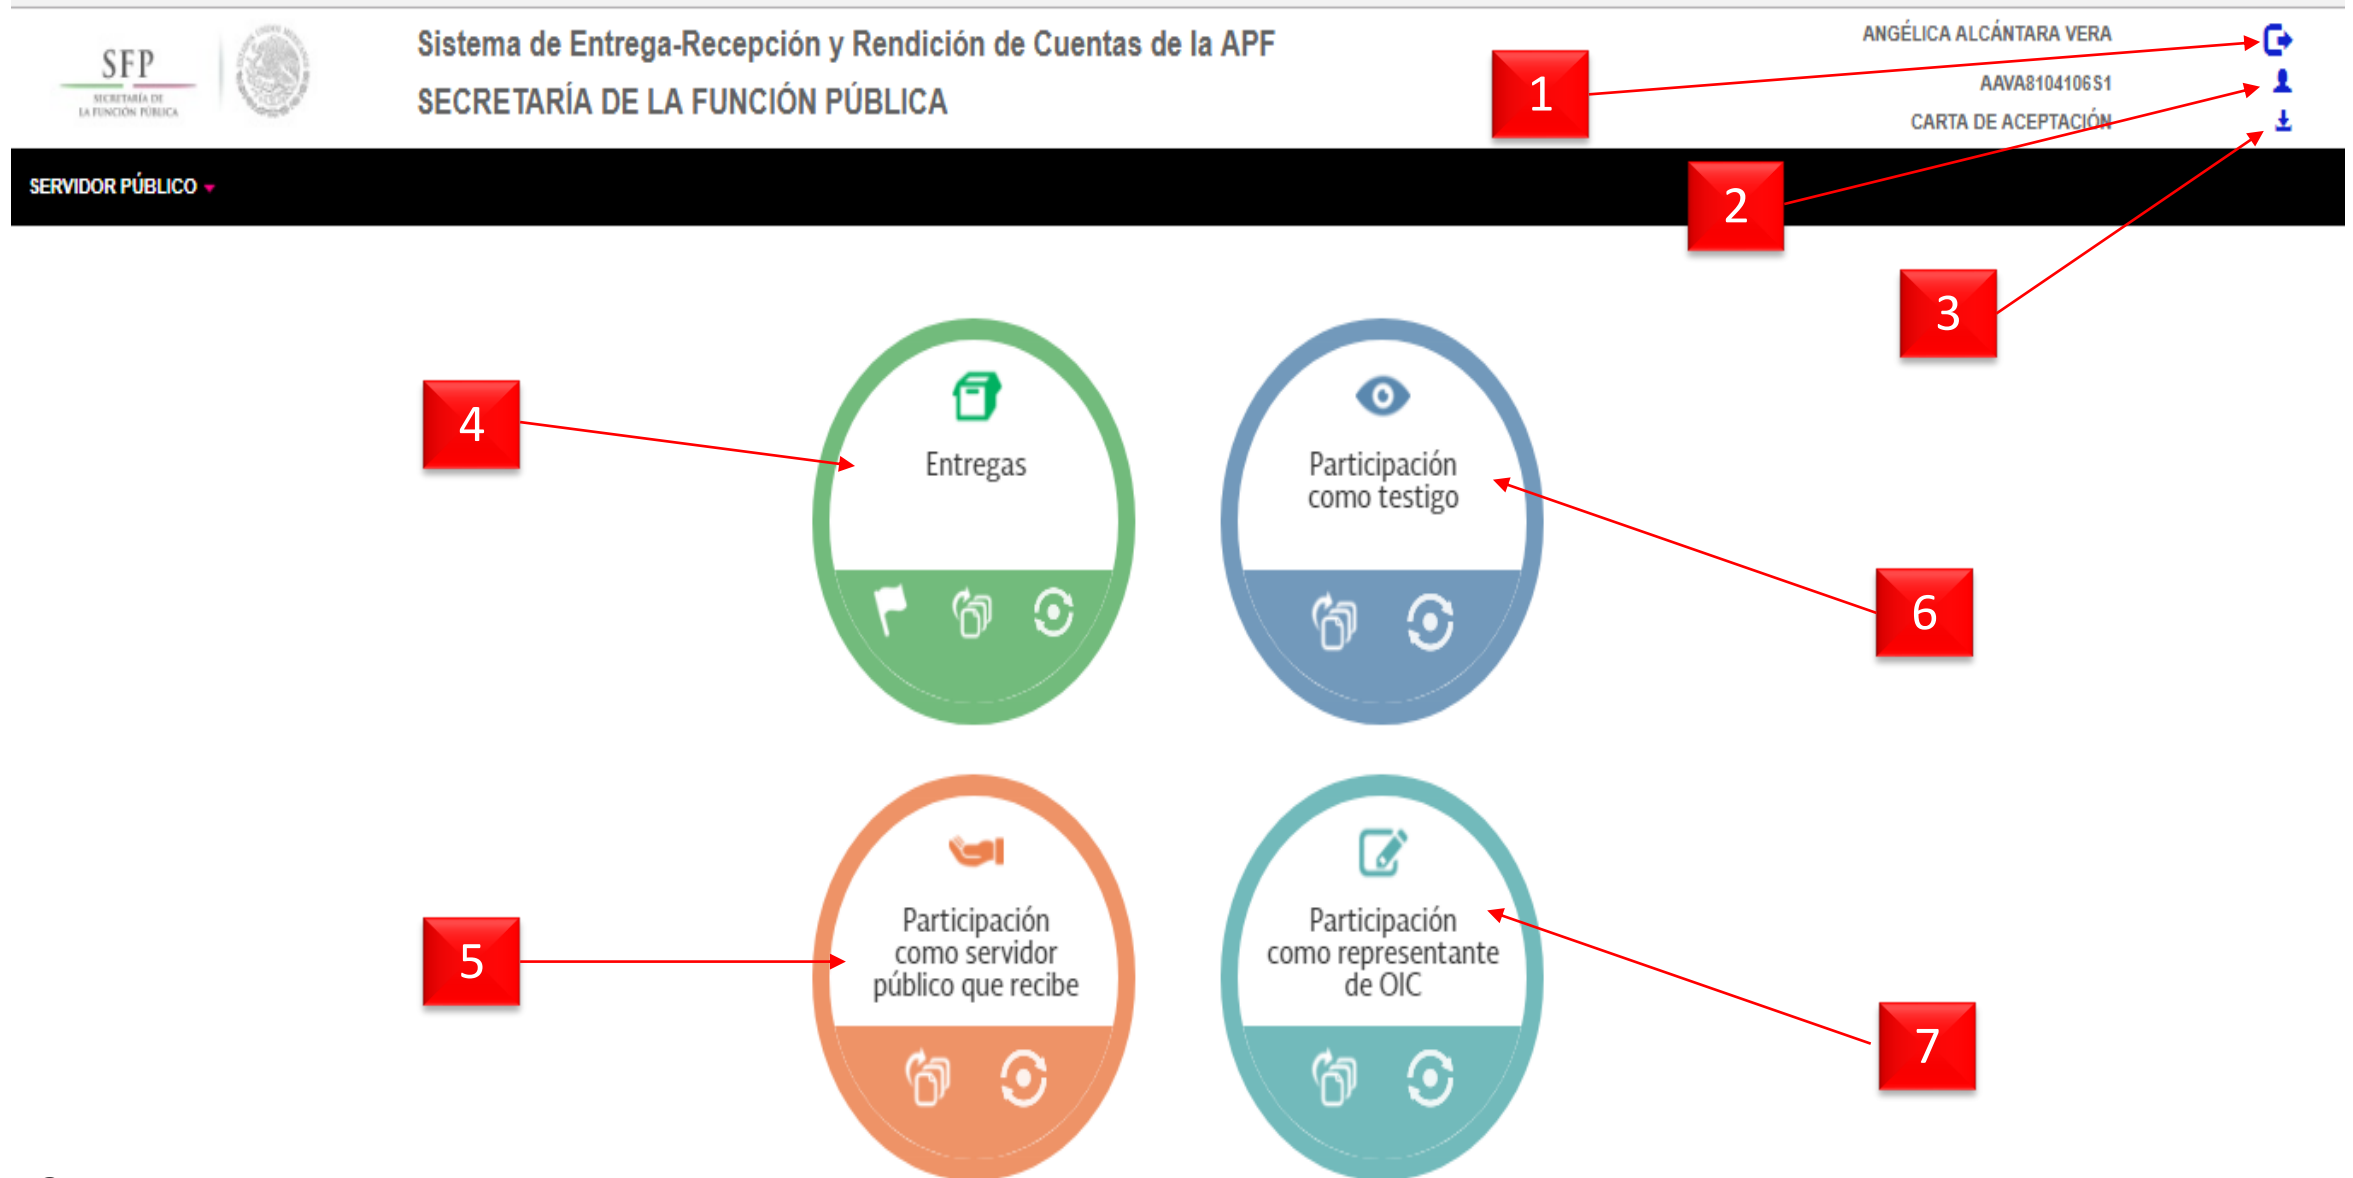 SFP
SECRETARÍA DE
LA FUNCIÓN PÚBLICA
Sistema de Entrega-Recepción y Rendición de Cuentas de la APF
SECRETARÍA DE LA FUNCIÓN PÚBLICA
ANGÉLICA ALCÁNTARA VERA
AAVA8104106S1
CARTA DE ACEPTACIÓN
1
SERVIDOR PÚBLICO
2
3
4
Entregas
Participación
como testigo
6
5
Participación
como servidor
público que recibe
Participación
como representante
de OIC
7